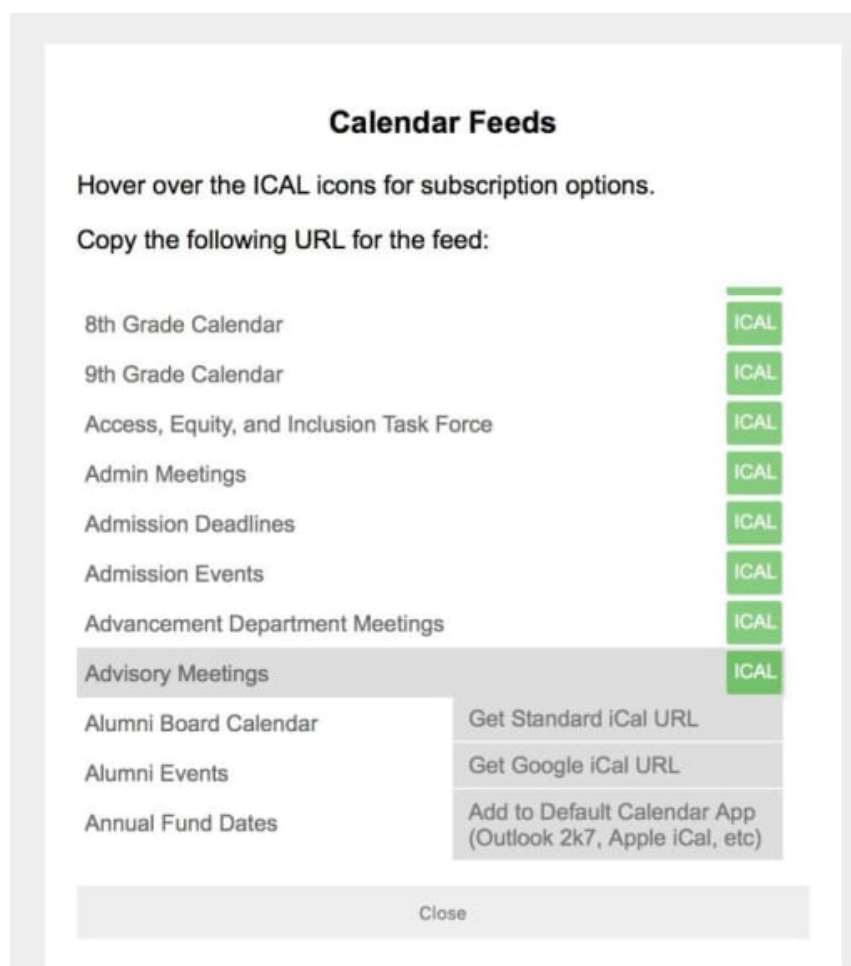 Calendar Feeds
Hover over the ICAL icons for subscription options.
Copy the following URL for the feed:
8th Grade Calendar ICAL
9th Grade Calendar ICAL
Access, Equity, and Inclusion Task Force ICAL
Admin Meetings ICAL
Admission Deadlines ICAL
Admission Events ICAL
Advancement Department Meetings ICAL
Advisory Meetings ICAL
Alumni Board Calendar
Get Standard iCal URL
Alumni Events
Get Google iCal URL
Annual Fund Dates
Add to Default Calendar App
(Outlook 2k7, Apple iCal, etc)
Close